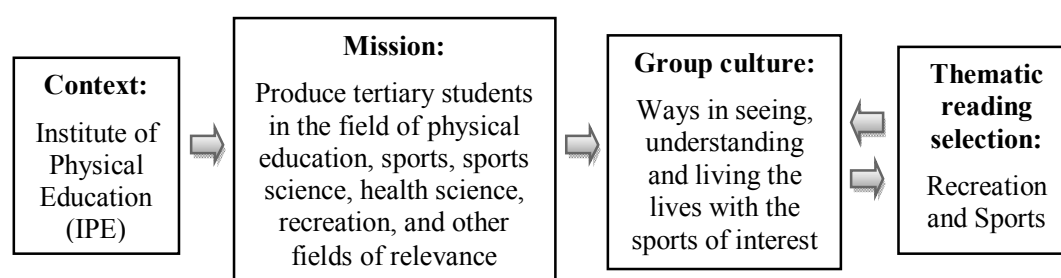 Context:
Institute of
Physical
Education
(IPE)
Mission:
Produce tertiary students
in the field of physical
education, sports, sports
science, health science,
recreation, and other
fields of relevance
Group culture:
Ways in seeing,
understanding
and living the
lives with the
sports of interest
Thematic
reading
selection:
Recreation
and Sports